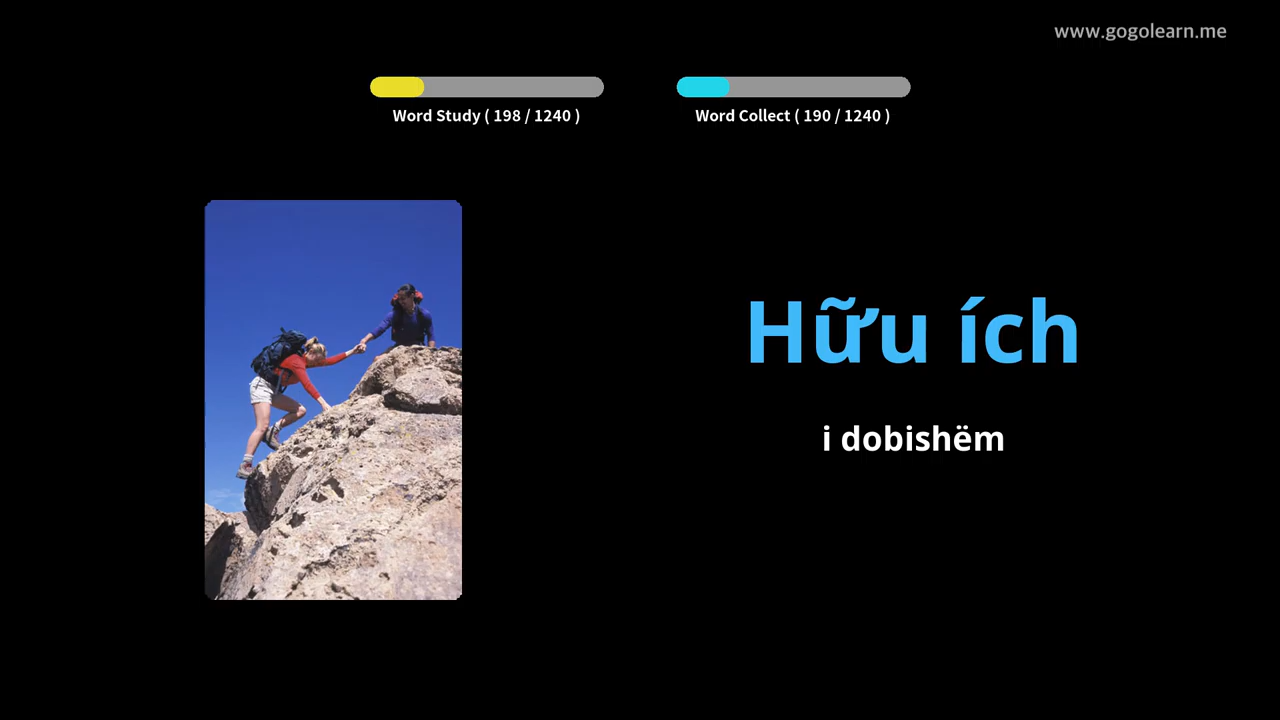 www.gogolearn.me
Word Study ( 198 / 1240 )
Word Collect ( 190 / 1240 )
Hữu ích
i dobishëm